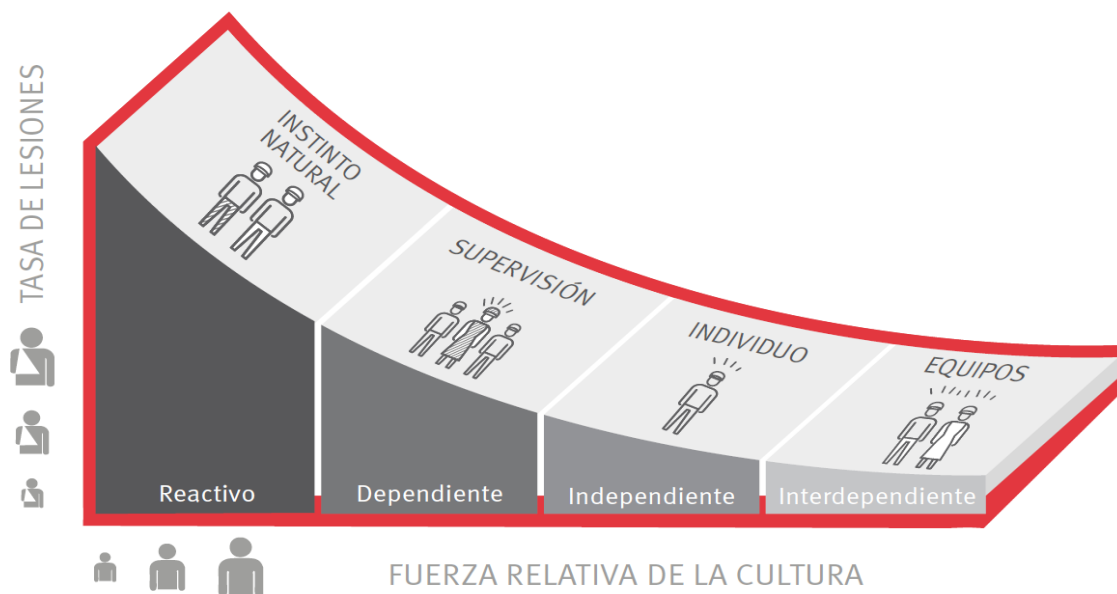 TASA DE LESIONES
INSTINTO
NATURAL
SUPERVISIÓN
INDIVIDUO
EQUIPOS
Reactivo
Dependiente
Independiente
Interdependiente
FUERZA RELATIVA DE LA CULTURA